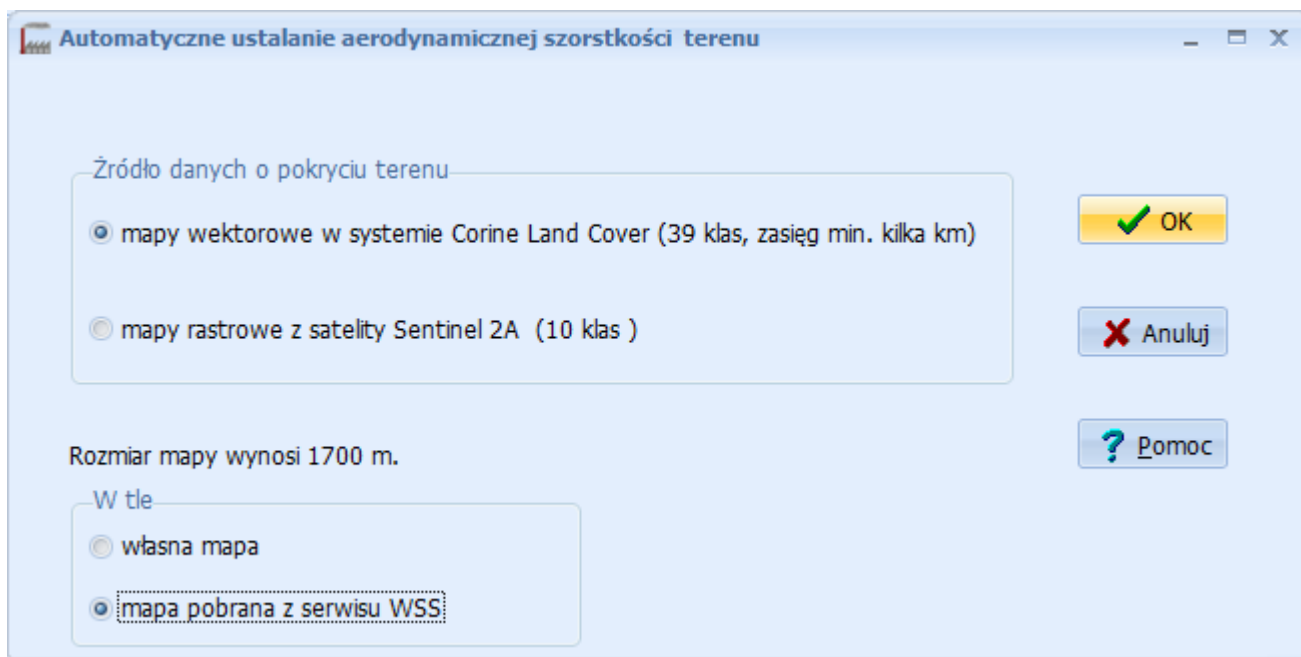 Automatyczne ustalanie aerodynamicznej szorstkości terenu
Źródło danych o pokryciu terenu
mapy wektorowe w systemie Corine Land Cover (39 klas, zasięg min. kilka km)
OK
mapy rastrowe z satelity Sentinel 2A (10 klas )
Anuluj
Rozmiar mapy wynosi 1700 m.
Pomoc
W tle
własna mapa
mapa pobrana z serwisu WSS